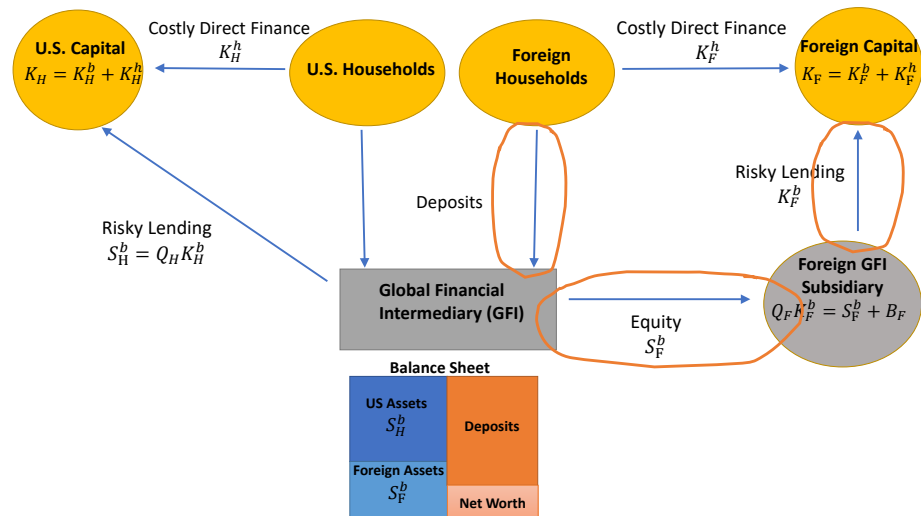 Costly Direct Finance
$K_H^h$
Costly Direct Finance
$K_F^h$
U.S. Capital
$K_H = K_H^b + K_H^h$
U.S. Households
Foreign
Households
Foreign Capital
$K_F = K_F^b + K_F^h$
Deposits
Risky Lending
$K_F^b$
Risky Lending
$S_H^b = Q_H K_H^b$
Global Financial
Intermediary (GFI)
Equity
$S_F^b$
Foreign GFI
Subsidiary
$Q_F K_F^b = S_F^b + B_F$
Balance Sheet
US Assets
$S_H^b$
Deposits
Foreign Assets
$S_F^b$
Net Worth